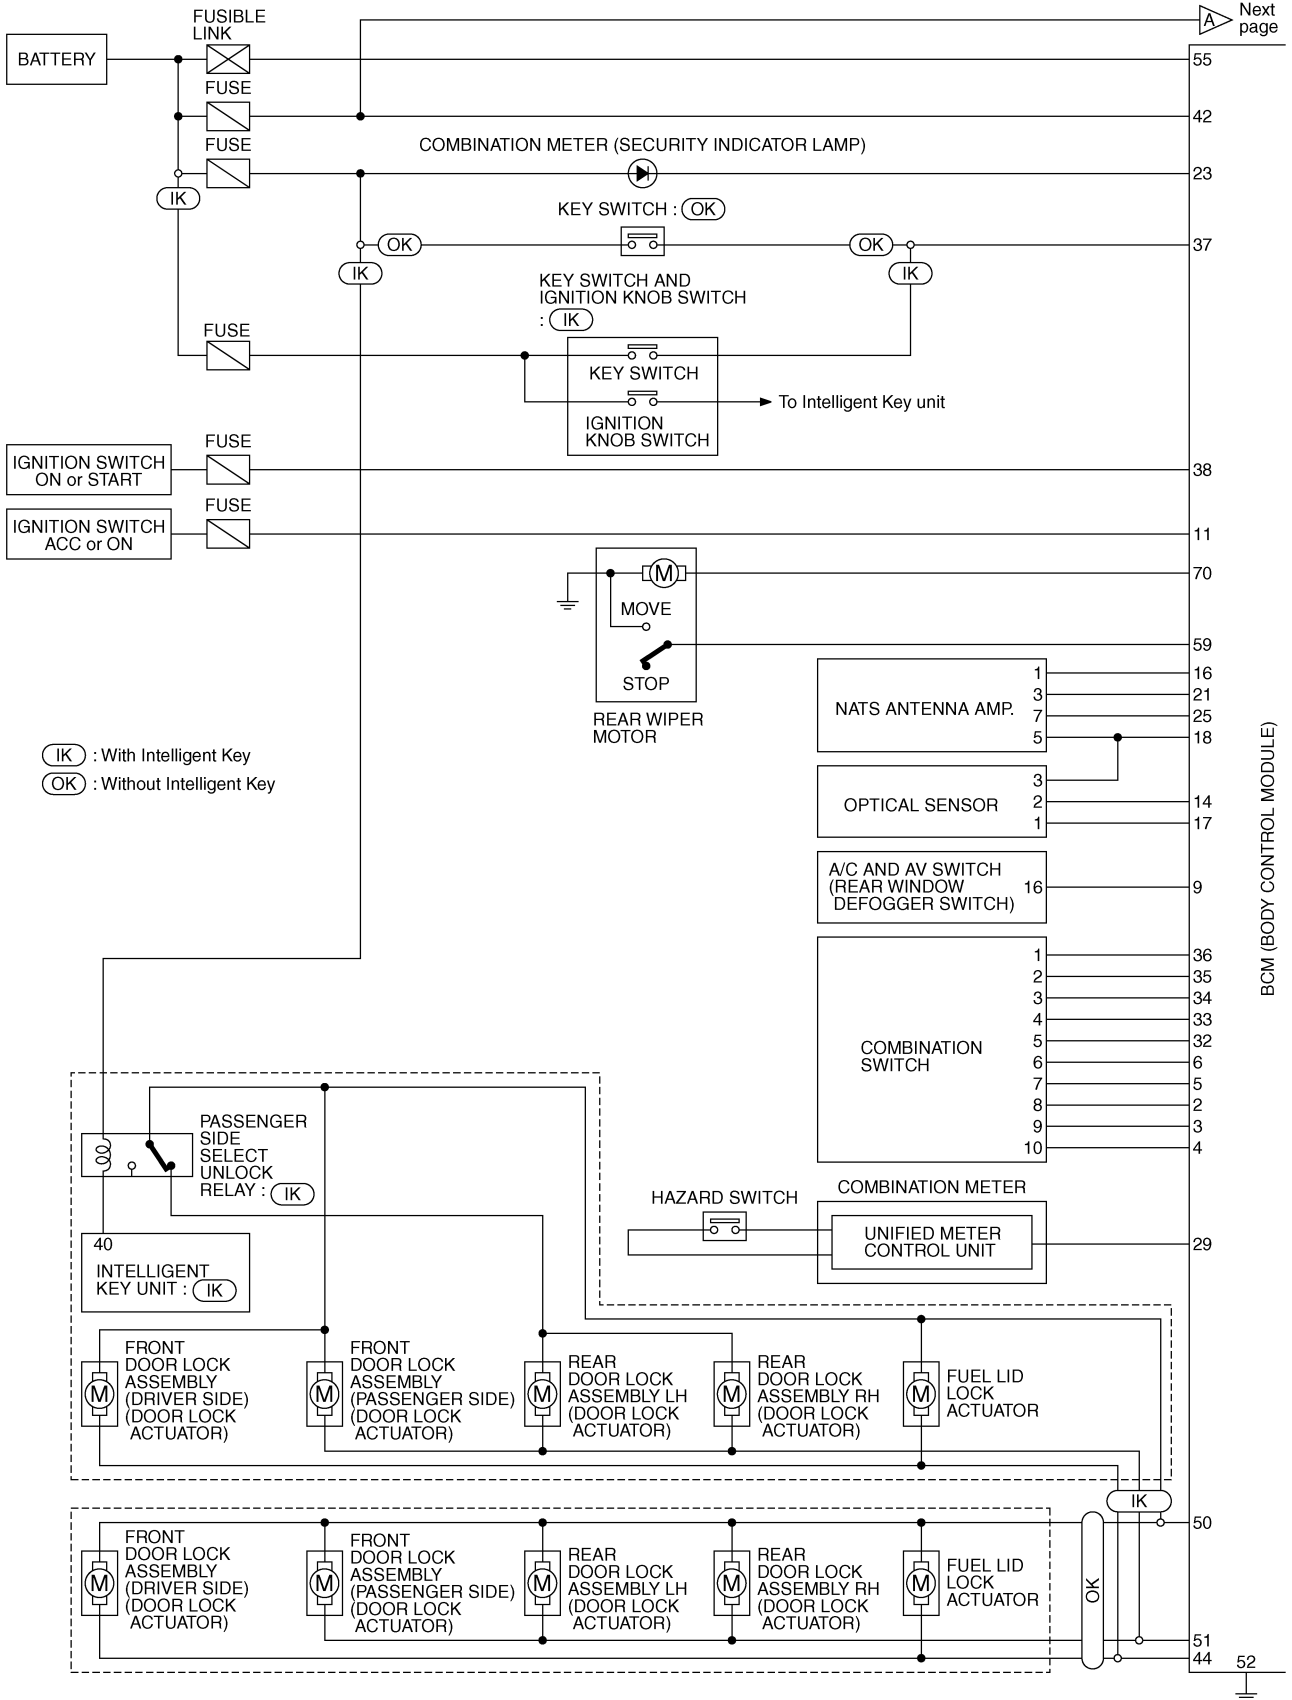 FUSIBLE
LINK
A
Next
page
BATTERY
55
FUSE
42
FUSE
COMBINATION METER (SECURITY INDICATOR LAMP)
23
IK
KEY SWITCH : OK
OK
OK
37
IK
IK
KEY SWITCH AND
IGNITION KNOB SWITCH
: IK
FUSE
KEY SWITCH
To Intelligent Key unit
IGNITION
KNOB SWITCH
FUSE
IGNITION SWITCH
ON or START
38
FUSE
IGNITION SWITCH
ACC or ON
11
M
70
MOVE
59
STOP
REAR WIPER
MOTOR
NATS ANTENNA AMP.
1 16
3 21
7 25
5 18
IK : With Intelligent Key
OK : Without Intelligent Key
OPTICAL SENSOR
3
2 14
1 17
A/C AND AV SWITCH
(REAR WINDOW
DEFOGGER SWITCH)
16 9
BCM (BODY CONTROL MODULE)
COMBINATION
SWITCH
1 36
2 35
3 34
4 33
5 32
6 6
7 5
8 2
9 3
10 4
PASSENGER
SIDE
SELECT
UNLOCK
RELAY : IK
HAZARD SWITCH
COMBINATION METER
UNIFIED METER
CONTROL UNIT
29
40
INTELLIGENT
KEY UNIT : IK
M
FRONT
DOOR LOCK
ASSEMBLY
(DRIVER SIDE)
(DOOR LOCK
ACTUATOR)
M
FRONT
DOOR LOCK
ASSEMBLY
(PASSENGER SIDE)
(DOOR LOCK
ACTUATOR)
M
REAR
DOOR LOCK
ASSEMBLY LH
(DOOR LOCK
ACTUATOR)
M
REAR
DOOR LOCK
ASSEMBLY RH
(DOOR LOCK
ACTUATOR)
M
FUEL LID
LOCK
ACTUATOR
IK
50
M
FRONT
DOOR LOCK
ASSEMBLY
(DRIVER SIDE)
(DOOR LOCK
ACTUATOR)
M
FRONT
DOOR LOCK
ASSEMBLY
(PASSENGER SIDE)
(DOOR LOCK
ACTUATOR)
M
REAR
DOOR LOCK
ASSEMBLY LH
(DOOR LOCK
ACTUATOR)
M
REAR
DOOR LOCK
ASSEMBLY RH
(DOOR LOCK
ACTUATOR)
M
FUEL LID
LOCK
ACTUATOR
OK
51
44
52